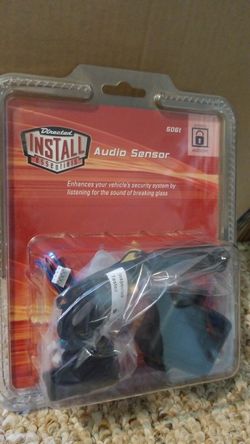 Directed
506T
INSTALL
ESSENTIALS
Audio Sensor
Enhances your vehicle's security system by
listening for the sound of breaking glass